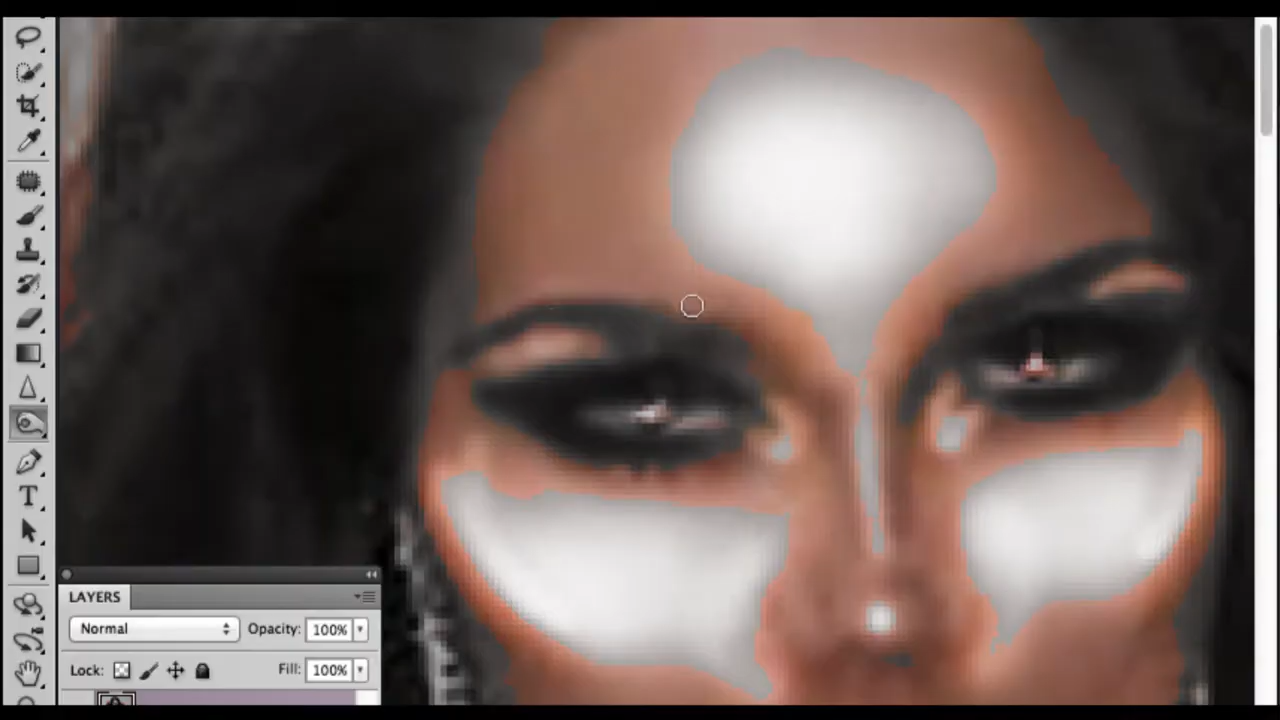 T
LAYERS
Normal
Opacity: 100%
Lock:
Fill: 100%